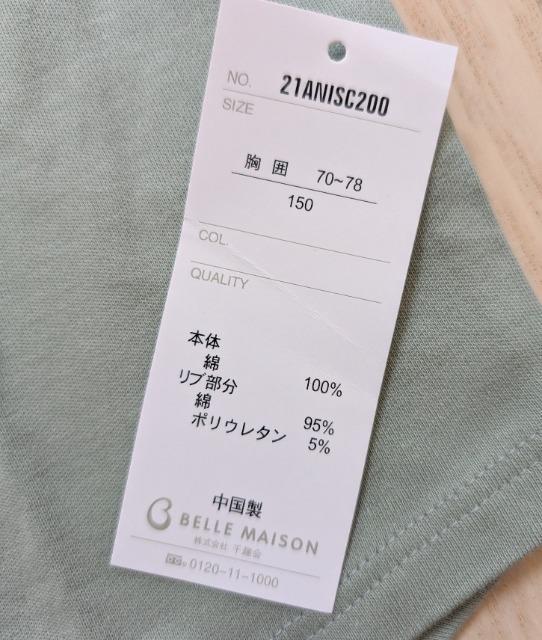 NO. 21ANISC200
SIZE
胸囲 70~78
150
COL.
QUALITY
本体
綿 100%
リブ部分
綿 95%
ポリウレタン 5%
中国製
BELLE MAISON
株式会社 千趣会
0120-11-1000